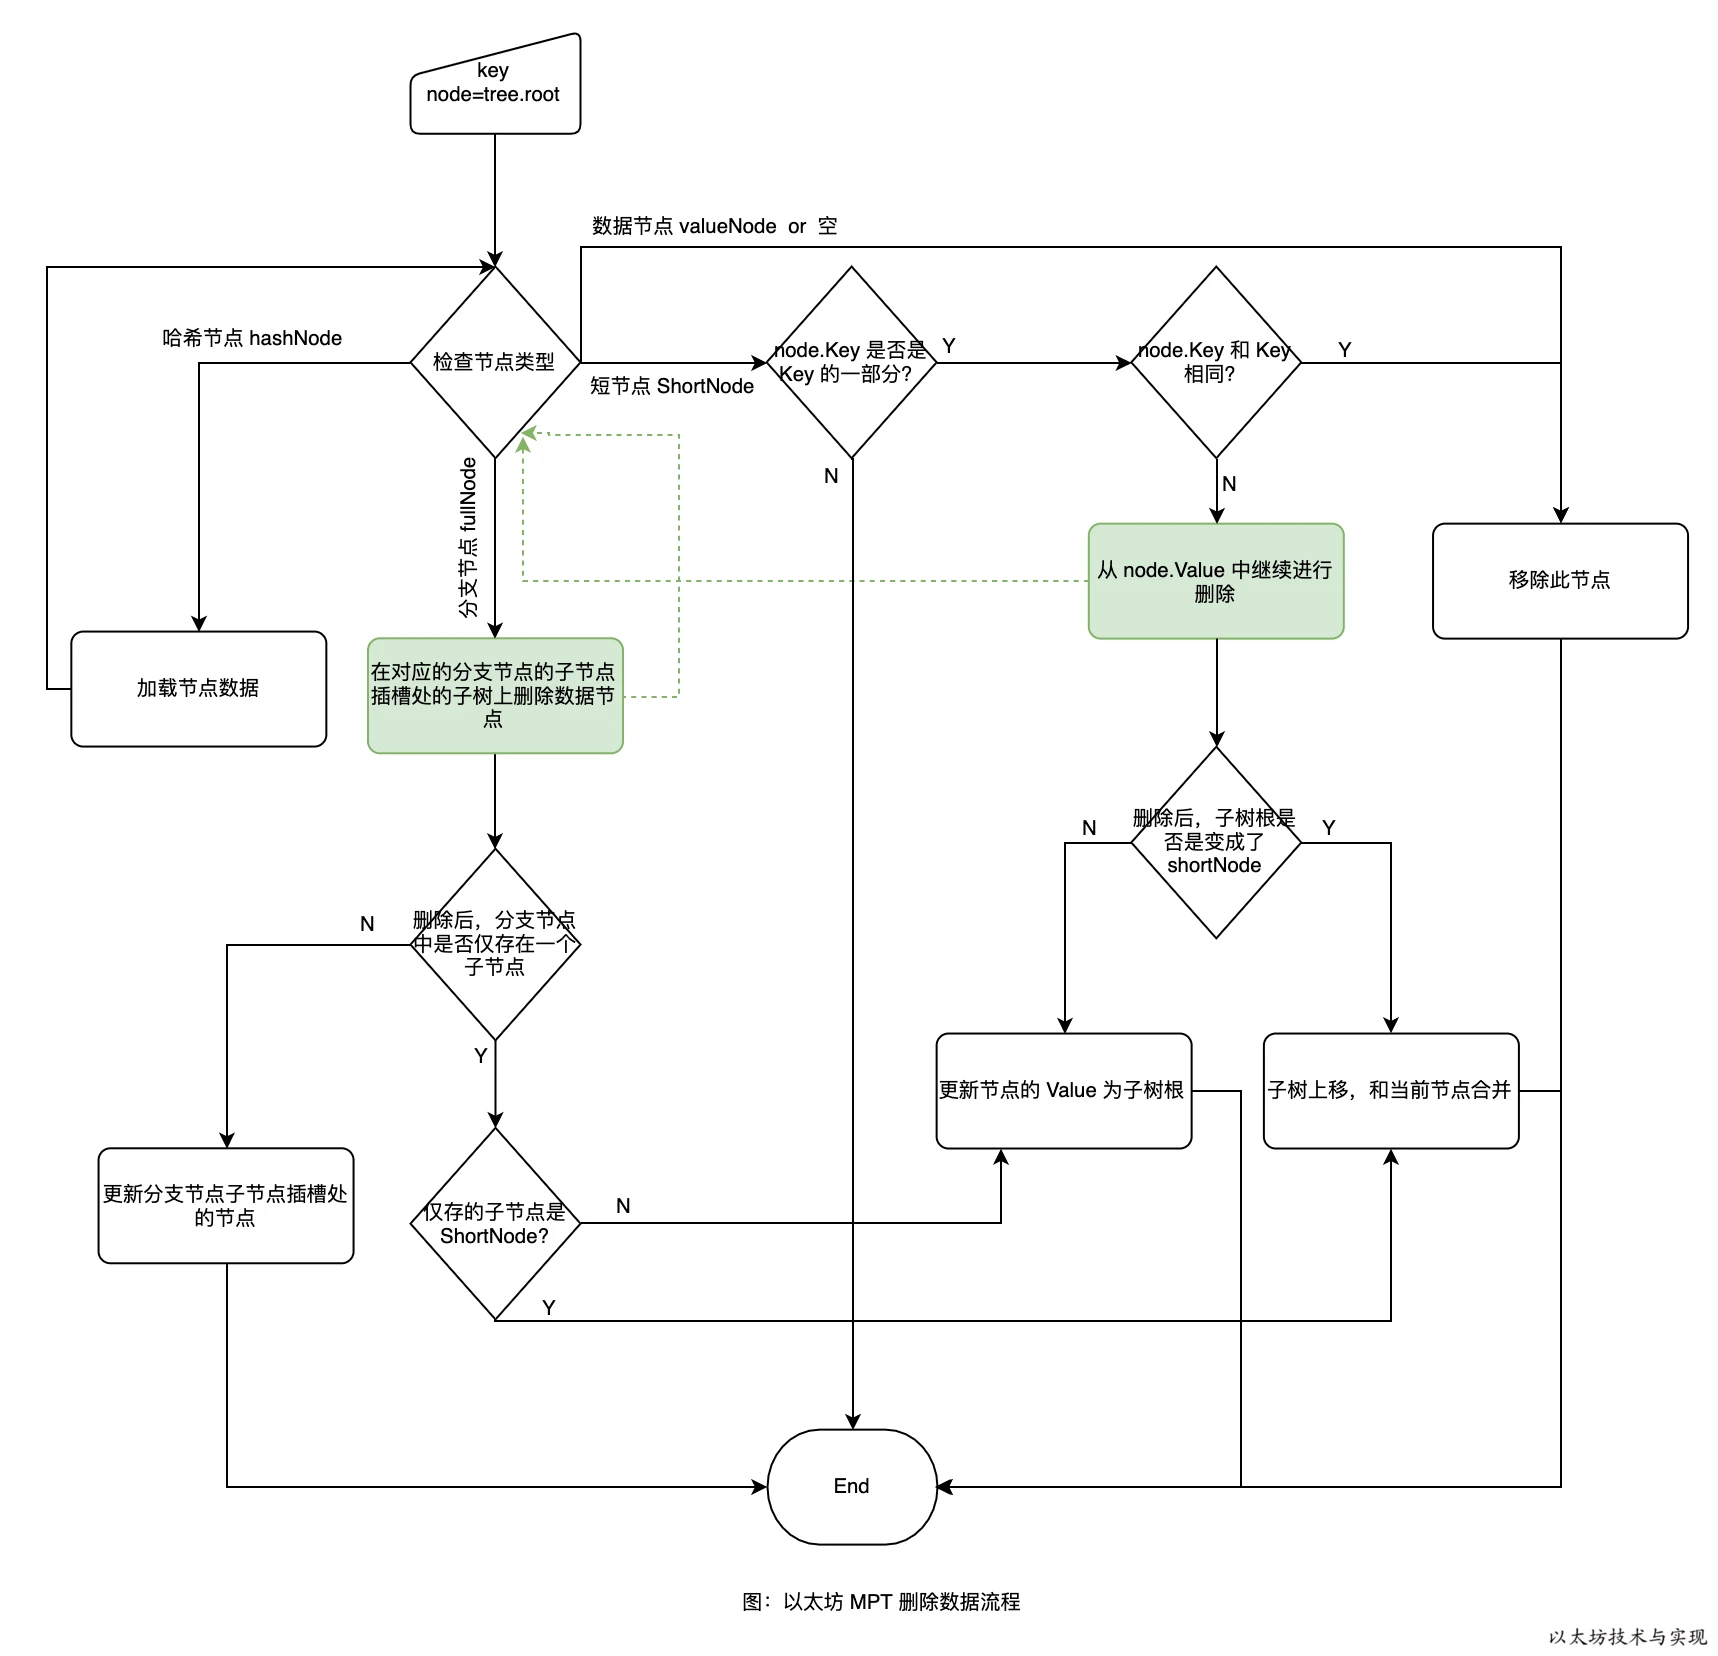 key
node=tree.root
数据节点 valueNode or 空
哈希节点 hashNode
检查节点类型
短节点 ShortNode
node.Key 是否是
Key 的一部分?
Y
node.Key 和 Key
相同?
Y
N
N
分支节点 fullNode
从 node.Value 中继续进行
删除
移除此节点
加载节点数据
在对应的分支节点的子节点
插槽处的子树上删除数据节
点
删除后，子树根是
否是变成了
shortNode
N
Y
删除后，分支节点
中是否仅存在一个
子节点
N
Y
更新节点的 Value 为子树根
子树上移，和当前节点合并
更新分支节点子节点插槽处
的节点
仅存的子节点是
ShortNode?
N
Y
End
图：以太坊 MPT 删除数据流程
以太坊技术与实现